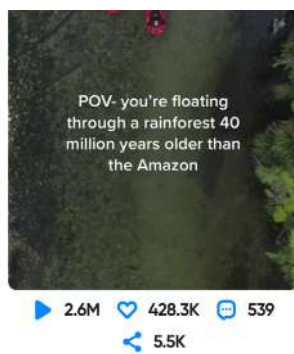 POV- you're floating
through a rainforest 40
million years older than
the Amazon
2.6M 428.3K 539
5.5K